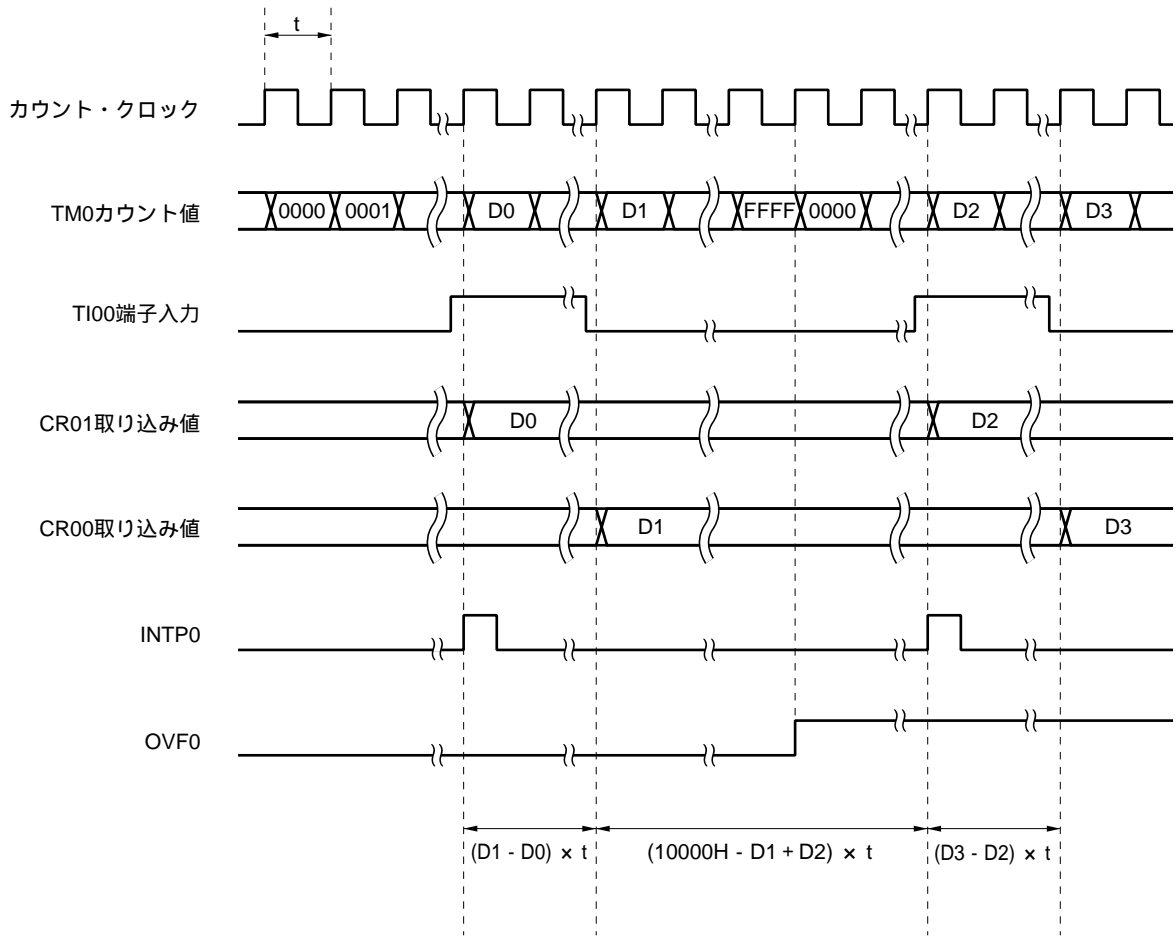 t
カウント・クロック
TM0カウント値
0000 0001 D0 D1 FFFF 0000 D2 D3
TI00端子入力
CR01取り込み値
D0 D2
CR00取り込み値
D1 D3
INTP0
OVF0
(D1 - D0) × t (10000H - D1 + D2) × t (D3 - D2) × t